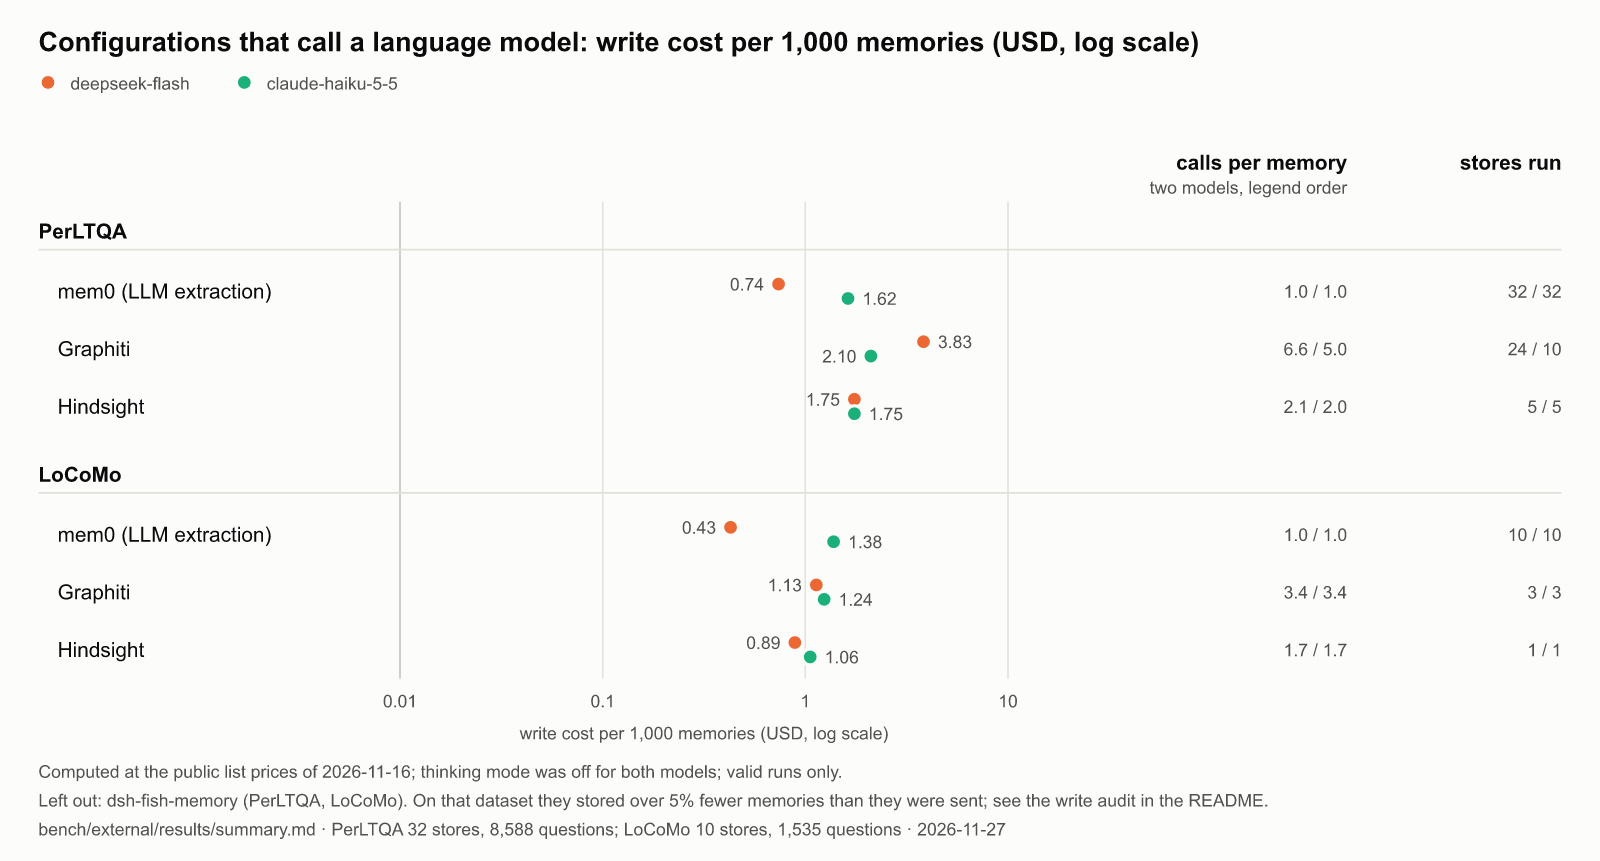 Configurations that call a language model: write cost per 1,000 memories (USD, log scale)
deepseek-flash claude-haiku-5-5
calls per memory stores run
two models, legend order
PerLTQA
mem0 (LLM extraction) 0.74 1.62 1.0 / 1.0 32 / 32
Graphiti 2.10 3.83 6.6 / 5.0 24 / 10
Hindsight 1.75 1.75 2.1 / 2.0 5 / 5
LoCoMo
mem0 (LLM extraction) 0.43 1.38 1.0 / 1.0 10 / 10
Graphiti 1.13 1.24 3.4 / 3.4 3 / 3
Hindsight 0.89 1.06 1.7 / 1.7 1 / 1
0.01 0.1 1 10
write cost per 1,000 memories (USD, log scale)
Computed at the public list prices of 2026-11-16; thinking mode was off for both models; valid runs only.
Left out: dsh-fish-memory (PerLTQA, LoCoMo). On that dataset they stored over 5% fewer memories than they were sent; see the write audit in the README.
bench/external/results/summary.md · PerLTQA 32 stores, 8,588 questions; LoCoMo 10 stores, 1,535 questions · 2026-11-27